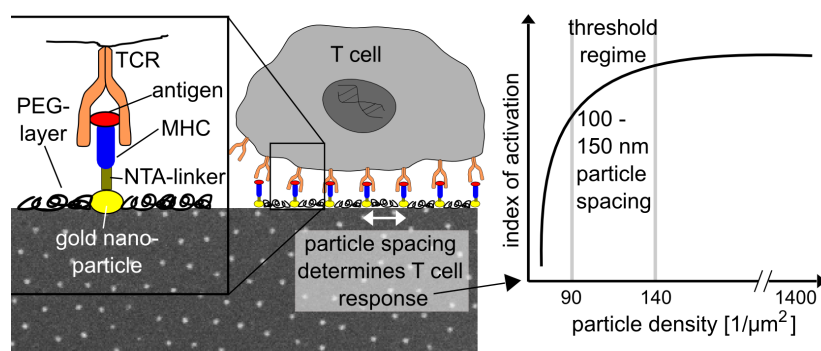 TCR
antigen
PEG-
layer
MHC
NTA-linker
gold nano-
particle
T cell
particle spacing
determines T cell
response
index of activation
threshold
regime
100 -
150 nm
particle
spacing
90
140
1400
particle density [1/µm²]